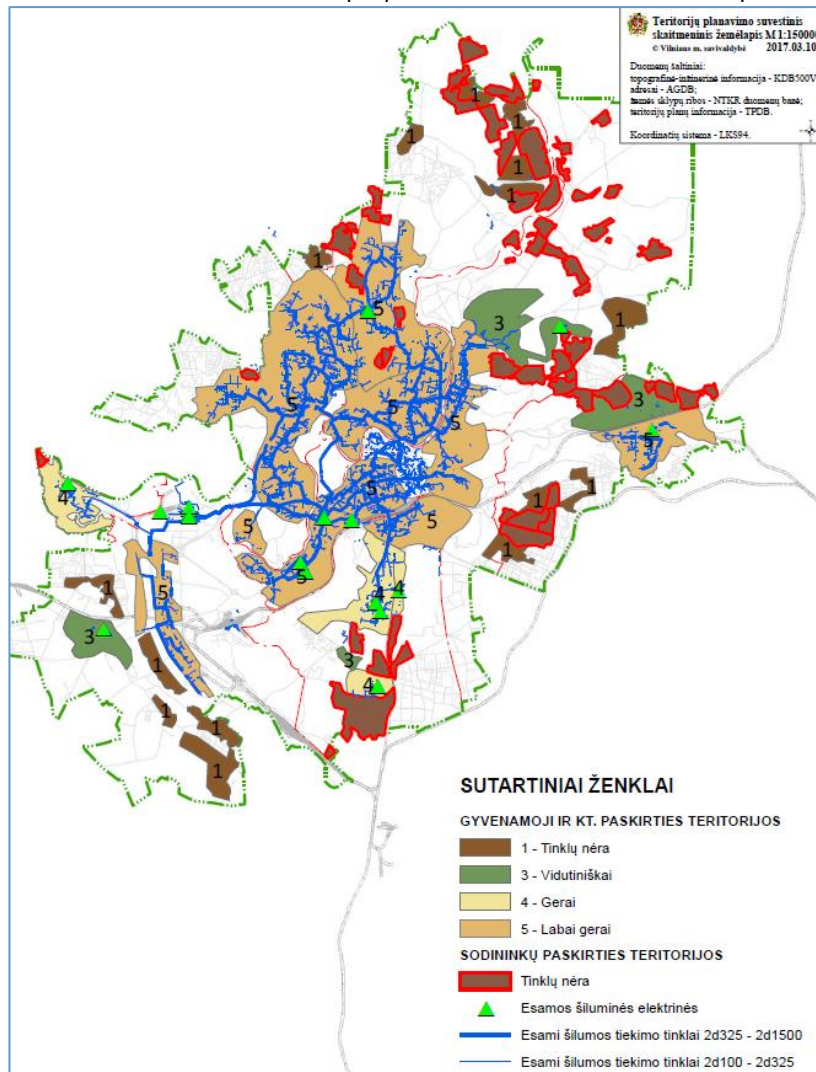 Teritorijų planavimo suvestinis
skaitmeninis žemėlapis M 1:150000
© Vilniaus m. savivaldybė 2017.03.10
Duomenų šaltiniai:
topografinė-inžinerinė informacija - KDB500V
adresai - AGDB;
žemės sklypų ribos - NTKR duomenų bazė;
teritorijų planų informacija - TPDB.
Koordinačių sistema - LKS94.
1
1
1
1
1
1
5
3
1
5
5
5
3
5
4
5
5
1
1
1
5
5
4
4
1
5
3
1
3
4
1
1
1
SUTARTINIAI ŽENKLAI
GYVENAMOJI IR KT. PASKIRTIES TERITORIJOS
1 - Tinklų nėra
3 - Vidutiniškai
4 - Gerai
5 - Labai gerai
SODININKŲ PASKIRTIES TERITORIJOS
Tinklų nėra
Esamos šiluminės elektrinės
Esami šilumos tiekimo tinklai 2d325 - 2d1500
Esami šilumos tiekimo tinklai 2d100 - 2d325